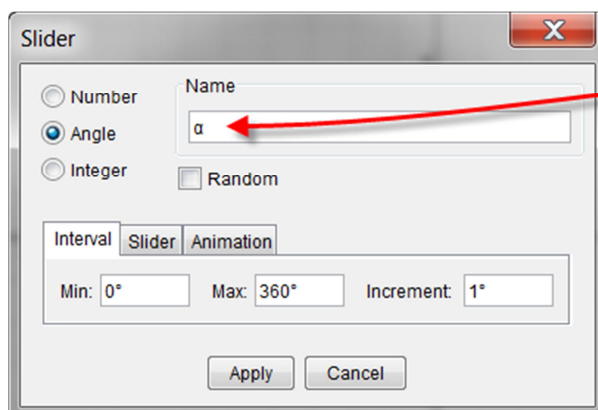 Slider
Number
Name
Angle
α
Integer
Random
Interval Slider Animation
Min: 0° Max: 360° Increment: 1°
Apply Cancel